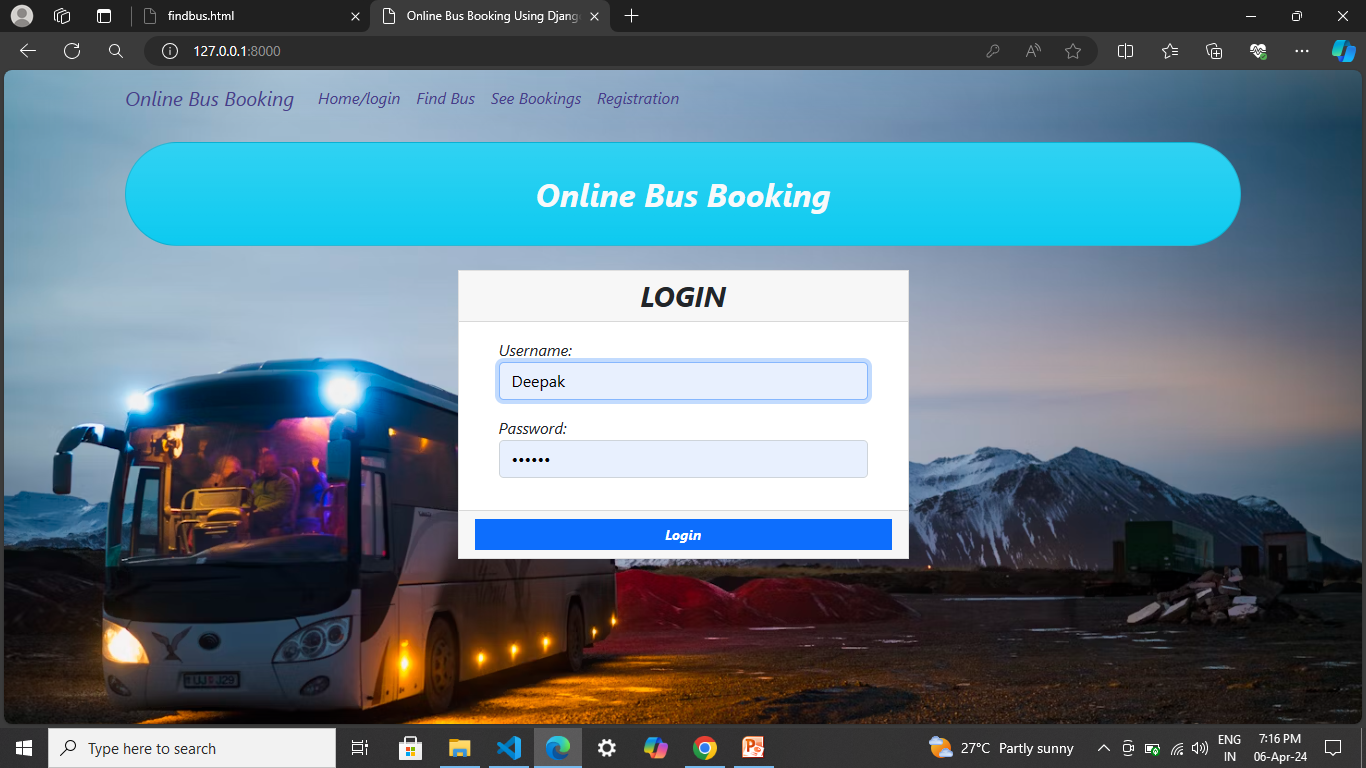 findbus.html
Online Bus Booking Using Djang
127.0.0.1:8000
Online Bus Booking Home/login Find Bus See Bookings Registration
Online Bus Booking
LOGIN
Username:
Deepak
Password:
••••••
Login
Type here to search
27°C Partly sunny
ENG
IN
7:16 PM
06-Apr-24